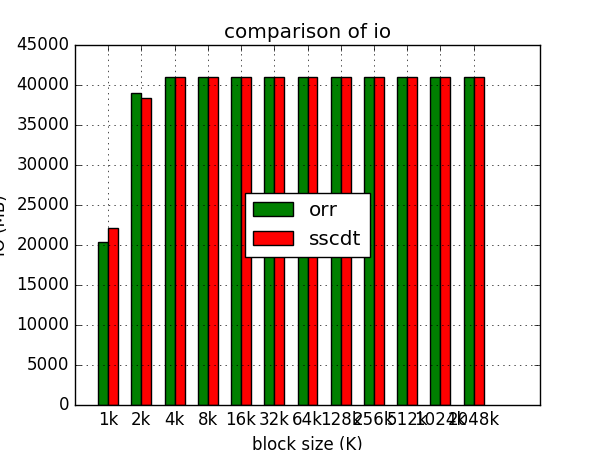 comparison of io
45000
40000
35000
30000
25000
20000
15000
10000
5000
0
IO (MB)
orr
sscdt
1k 2k 4k 8k 16k 32k 64k 128k 256k 512k 1024k 2048k
block size (K)